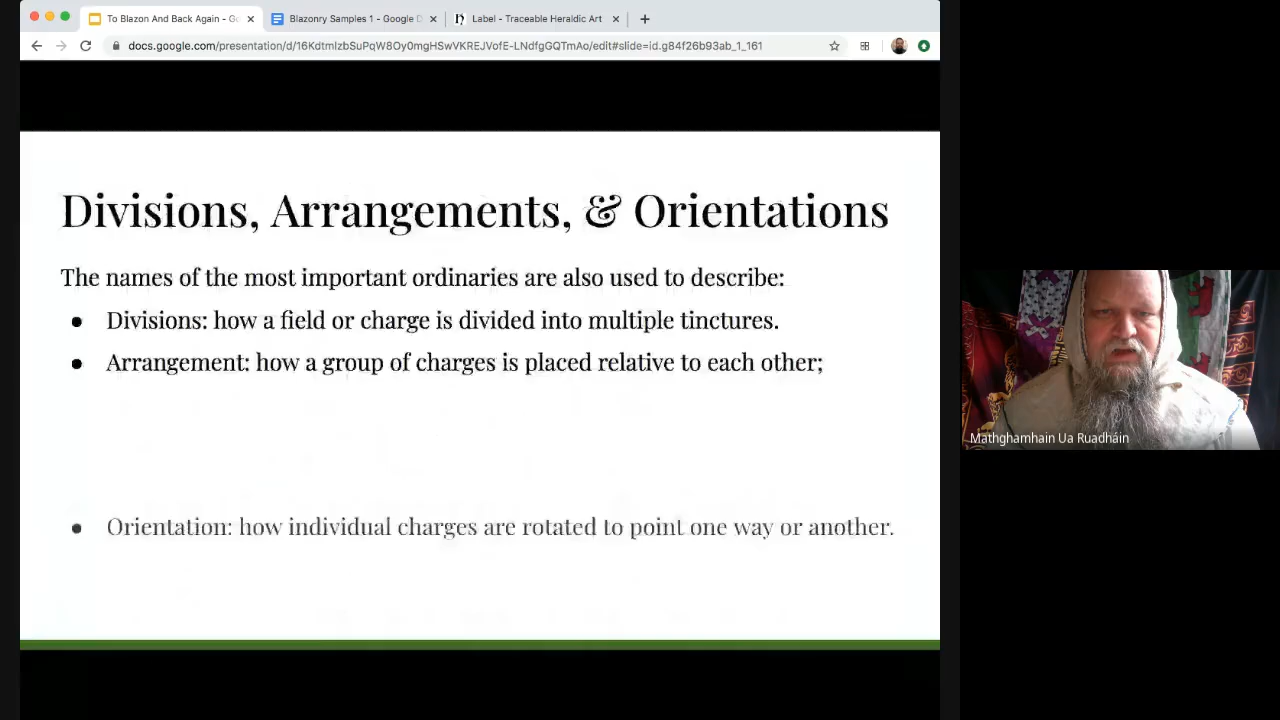 To Blazon And Back Again - Go
Blazonry Samples 1 - Google D
Label - Traceable Heraldic Art
docs.google.com/presentation/d/16KdtmIzbSuPqW8Oy0mgHSwVKREJVofE-LNdfgGQTmAo/edit#slide=id.g84f26b93ab_1_161
Divisions, Arrangements, & Orientations
The names of the most important ordinaries are also used to describe:
● Divisions: how a field or charge is divided into multiple tinctures.
● Arrangement: how a group of charges is placed relative to each other;
● Orientation: how individual charges are rotated to point one way or another.
Mathghamhain Ua Ruadháin